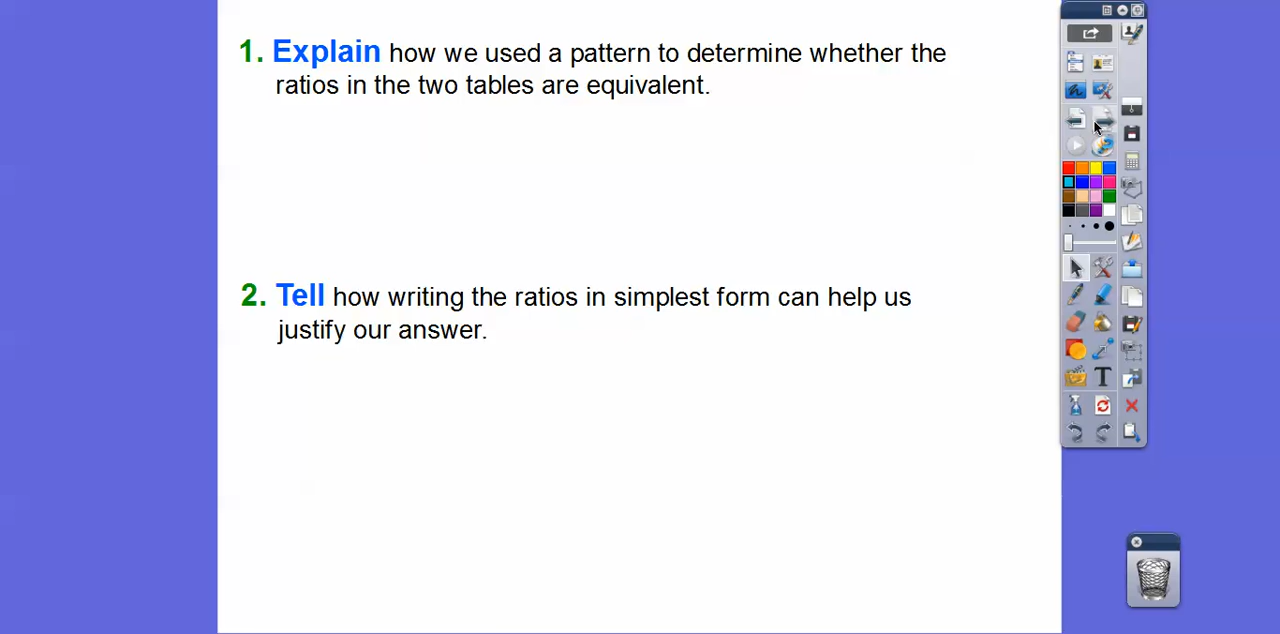 1. Explain how we used a pattern to determine whether the
ratios in the two tables are equivalent.
2. Tell how writing the ratios in simplest form can help us
justify our answer.